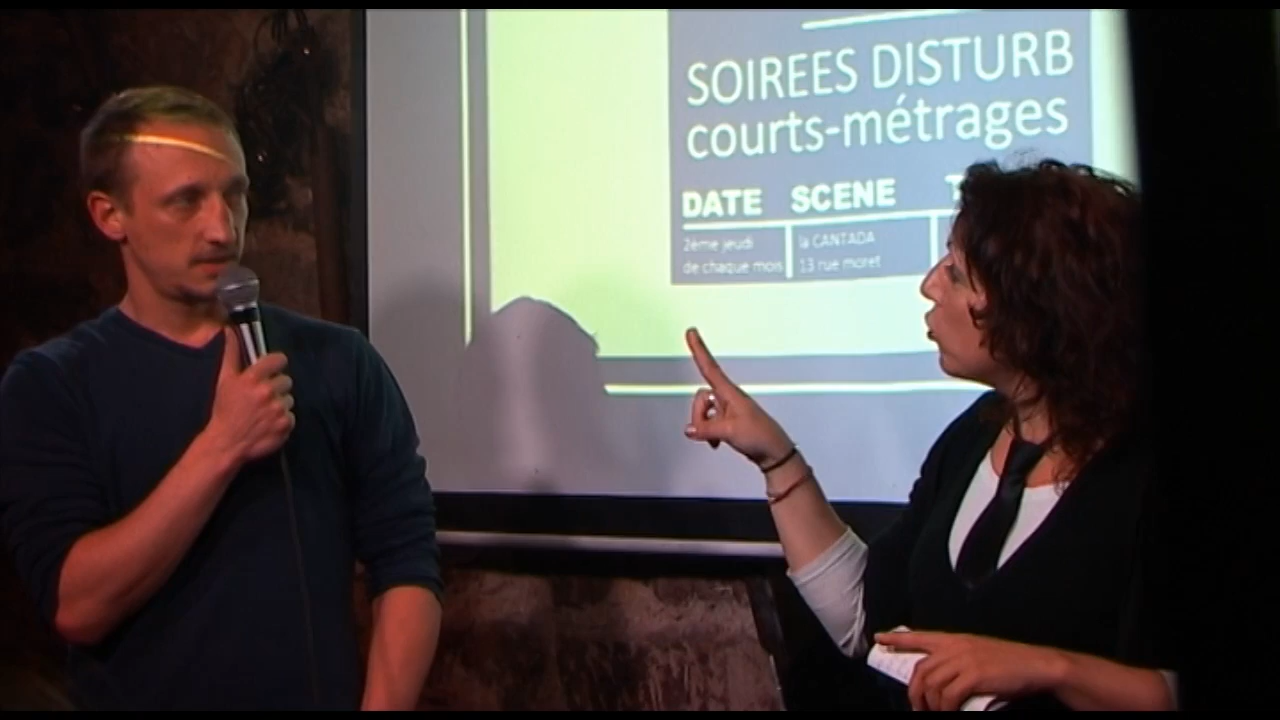 SOIREES DISTURB
courts-métrages
DATE SCENE
2ème jeudi
de chaque mois
la CANTADA
13 rue moret